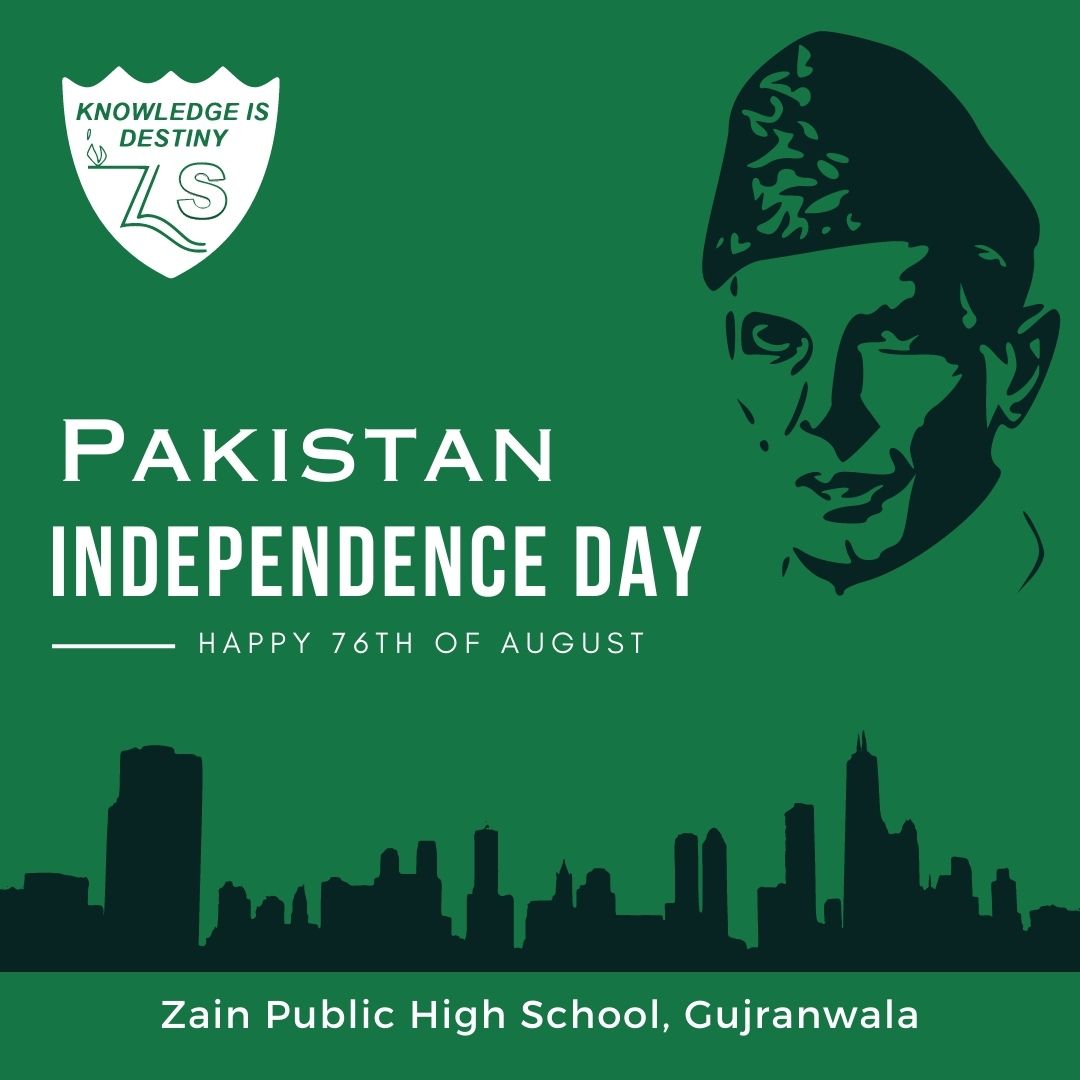 KNOWLEDGE IS
DESTINY
ZS
PAKISTAN
INDEPENDENCE DAY
HAPPY 76TH OF AUGUST
Zain Public High School, Gujranwala